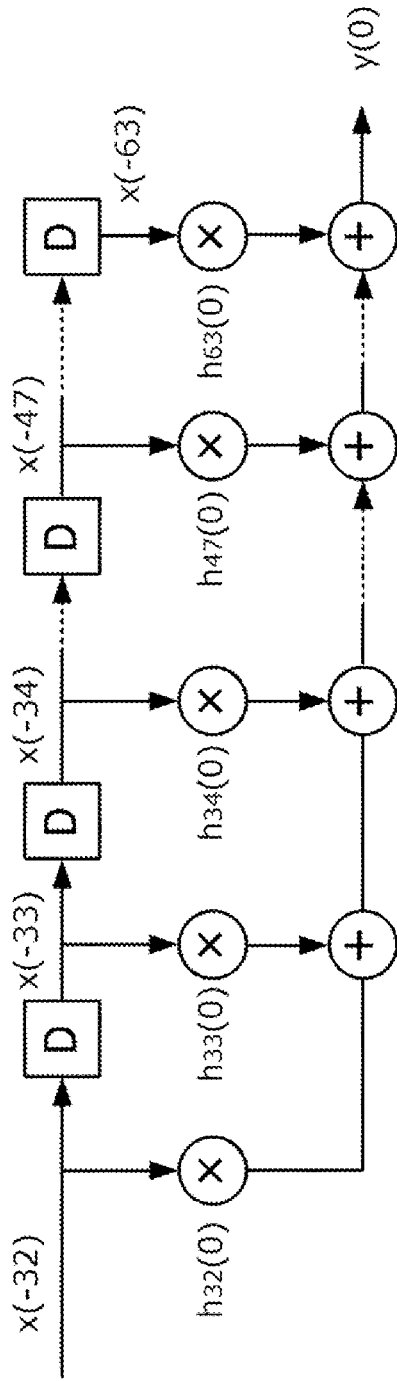 x(-32) x(-33) x(-34) x(-47) x(-63)
D D D D
× × × × ×
h32(0) h33(0) h34(0) h47(0) h63(0)
+ + + +
y(0)